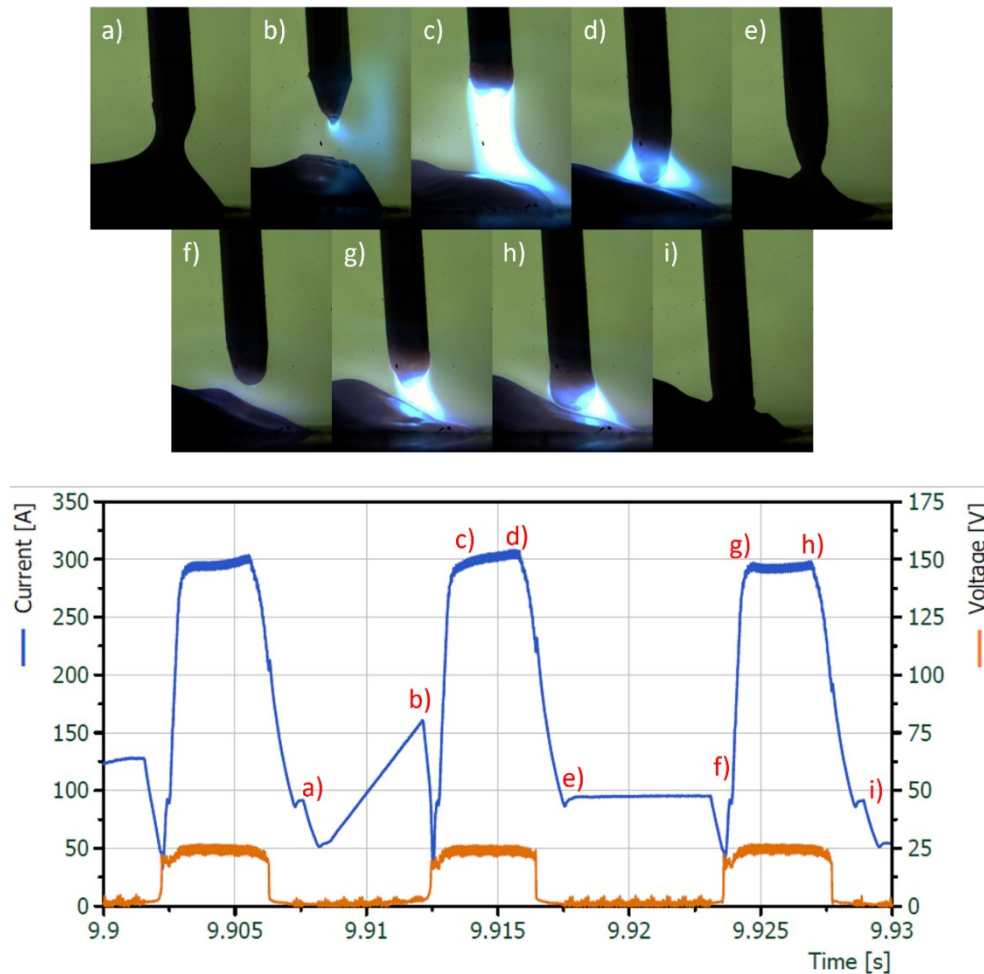 a) b) c) d) e)
f) g) h) i)
Current [A]
350
300
250
200
150
100
50
0
a) b) c) d) e) f) g) h) i)
175
150
125
100
75
50
25
0
Voltage [V]
9.9 9.905 9.91 9.915 9.92 9.925 9.93
Time [s]